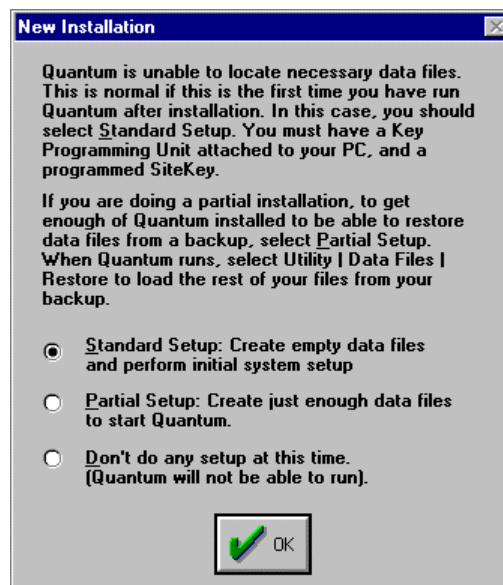 New Installation
Quantum is unable to locate necessary data files.
This is normal if this is the first time you have run
Quantum after installation. In this case, you should
select Standard Setup. You must have a Key
Programming Unit attached to your PC, and a
programmed SiteKey.
If you are doing a partial installation, to get
enough of Quantum installed to be able to restore
data files from a backup, select Partial Setup.
When Quantum runs, select Utility | Data Files |
Restore to load the rest of your files from your
backup.
Standard Setup: Create empty data files
and perform initial system setup
Partial Setup: Create just enough data files
to start Quantum.
Don't do any setup at this time.
(Quantum will not be able to run).
OK